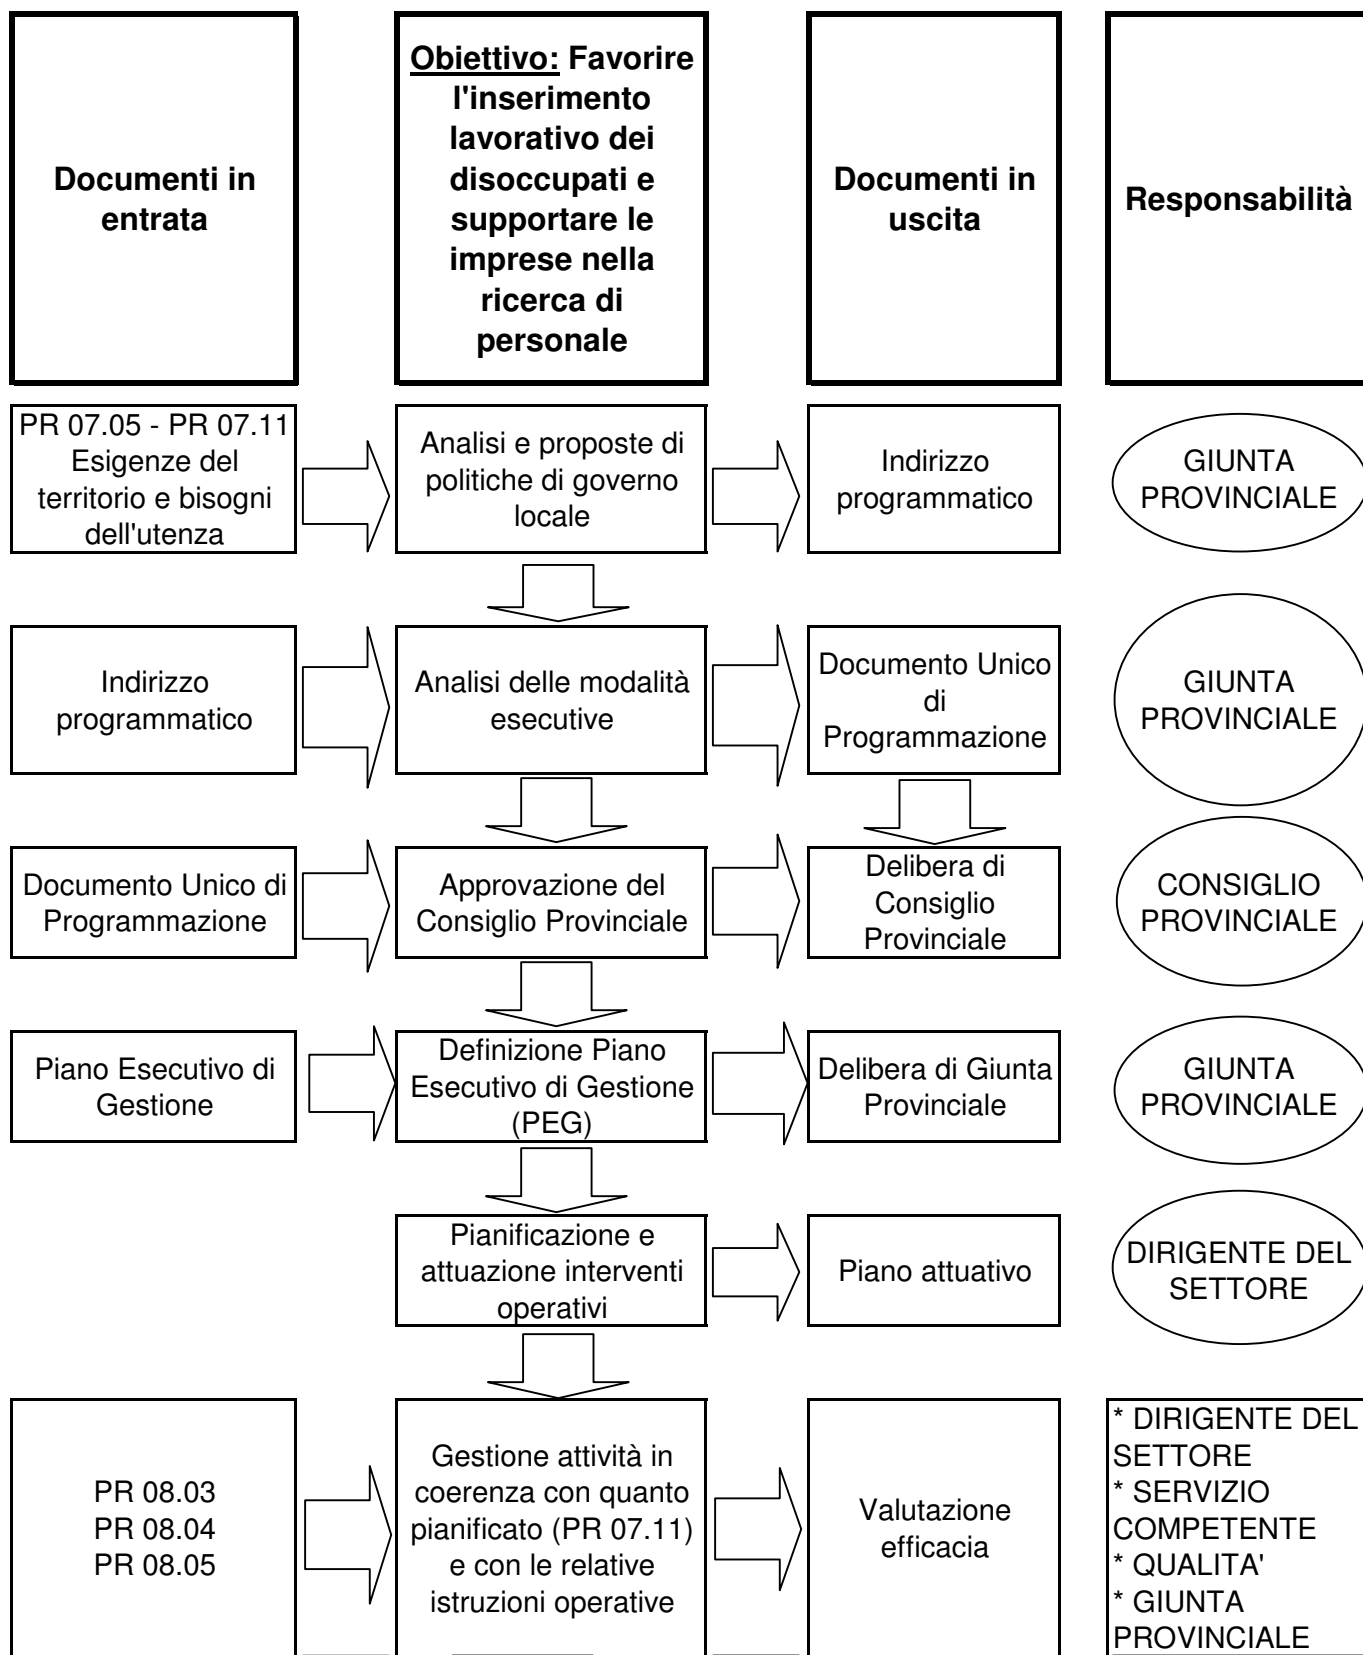 Documenti in
entrata
Obiettivo: Favorire
l'inserimento
lavorativo dei
disoccupati e
supportare le
imprese nella
ricerca di
personale
Documenti in
uscita
Responsabilità
PR 07.05 - PR 07.11
Esigenze del
territorio e bisogni
dell'utenza
Analisi e proposte di
politiche di governo
locale
Indirizzo
programmatico
GIUNTA
PROVINCIALE
Indirizzo
programmatico
Analisi delle modalità
esecutive
Documento Unico
di
Programmazione
GIUNTA
PROVINCIALE
Documento Unico di
Programmazione
Approvazione del
Consiglio Provinciale
Delibera di
Consiglio
Provinciale
CONSIGLIO
PROVINCIALE
Piano Esecutivo di
Gestione
Definizione Piano
Esecutivo di Gestione
(PEG)
Delibera di Giunta
Provinciale
GIUNTA
PROVINCIALE
Pianificazione e
attuazione interventi
operativi
Piano attuativo
DIRIGENTE DEL
SETTORE
PR 08.03
PR 08.04
PR 08.05
Gestione attività in
coerenza con quanto
pianificato (PR 07.11)
e con le relative
istruzioni operative
Valutazione
efficacia
* DIRIGENTE DEL
SETTORE
* SERVIZIO
COMPETENTE
* QUALITA'
* GIUNTA
PROVINCIALE